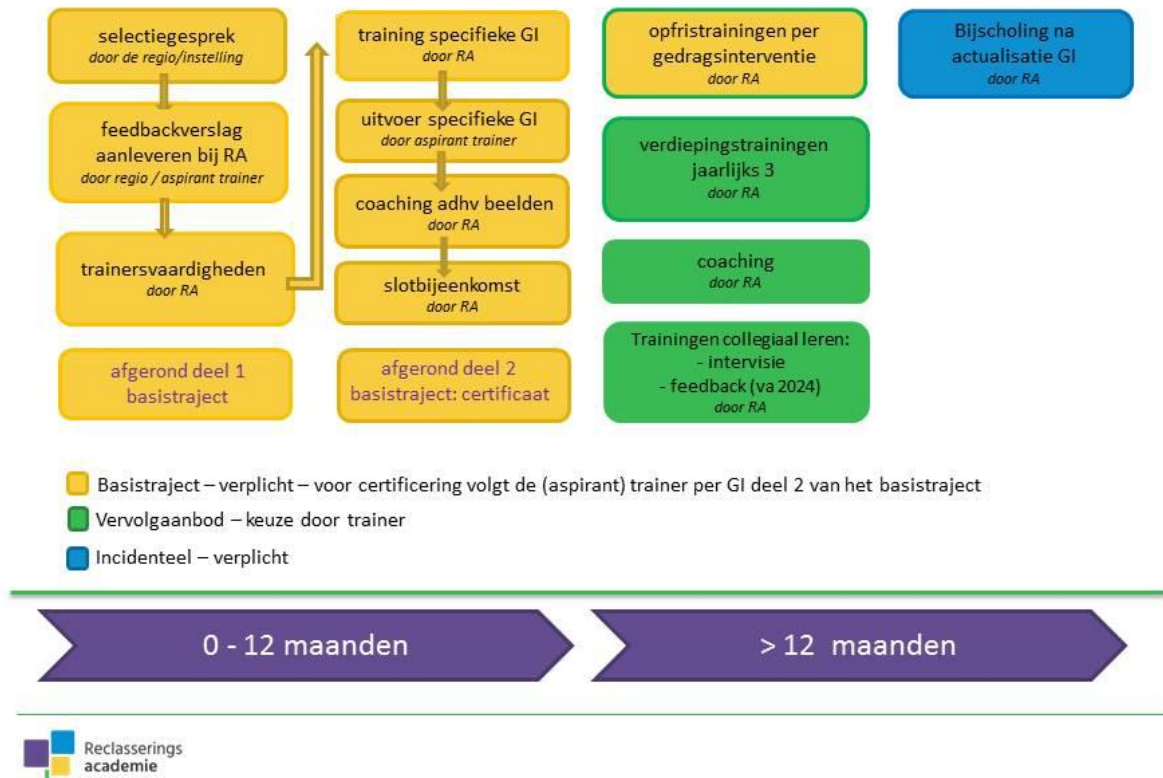 selectiegesprek
door de regio/instelling
feedbackverslag
aanleveren bij RA
door regio / aspirant trainer
trainersvaardigheden
door RA
afgerond deel 1
basistraject
training specifieke GI
door RA
uitvoer specifieke GI
door aspirant trainer
coaching adhv beelden
door RA
slotbijeenkomst
door RA
afgerond deel 2
basistraject: certificaat
opfristrainingen per
gedragsinterventie
door RA
verdiepingstrainingen
jaarlijks 3
door RA
coaching
door RA
Trainingen collegiaal leren:
- intervisie
- feedback (va 2024)
door RA
Bijscholing na
actualisatie GI
door RA
Basistraject – verplicht – voor certificering volgt de (aspirant) trainer per GI deel 2 van het basistraject
Vervolgaanbod – keuze door trainer
Incidenteel – verplicht
0 - 12 maanden
> 12 maanden
Reclasserings
academie